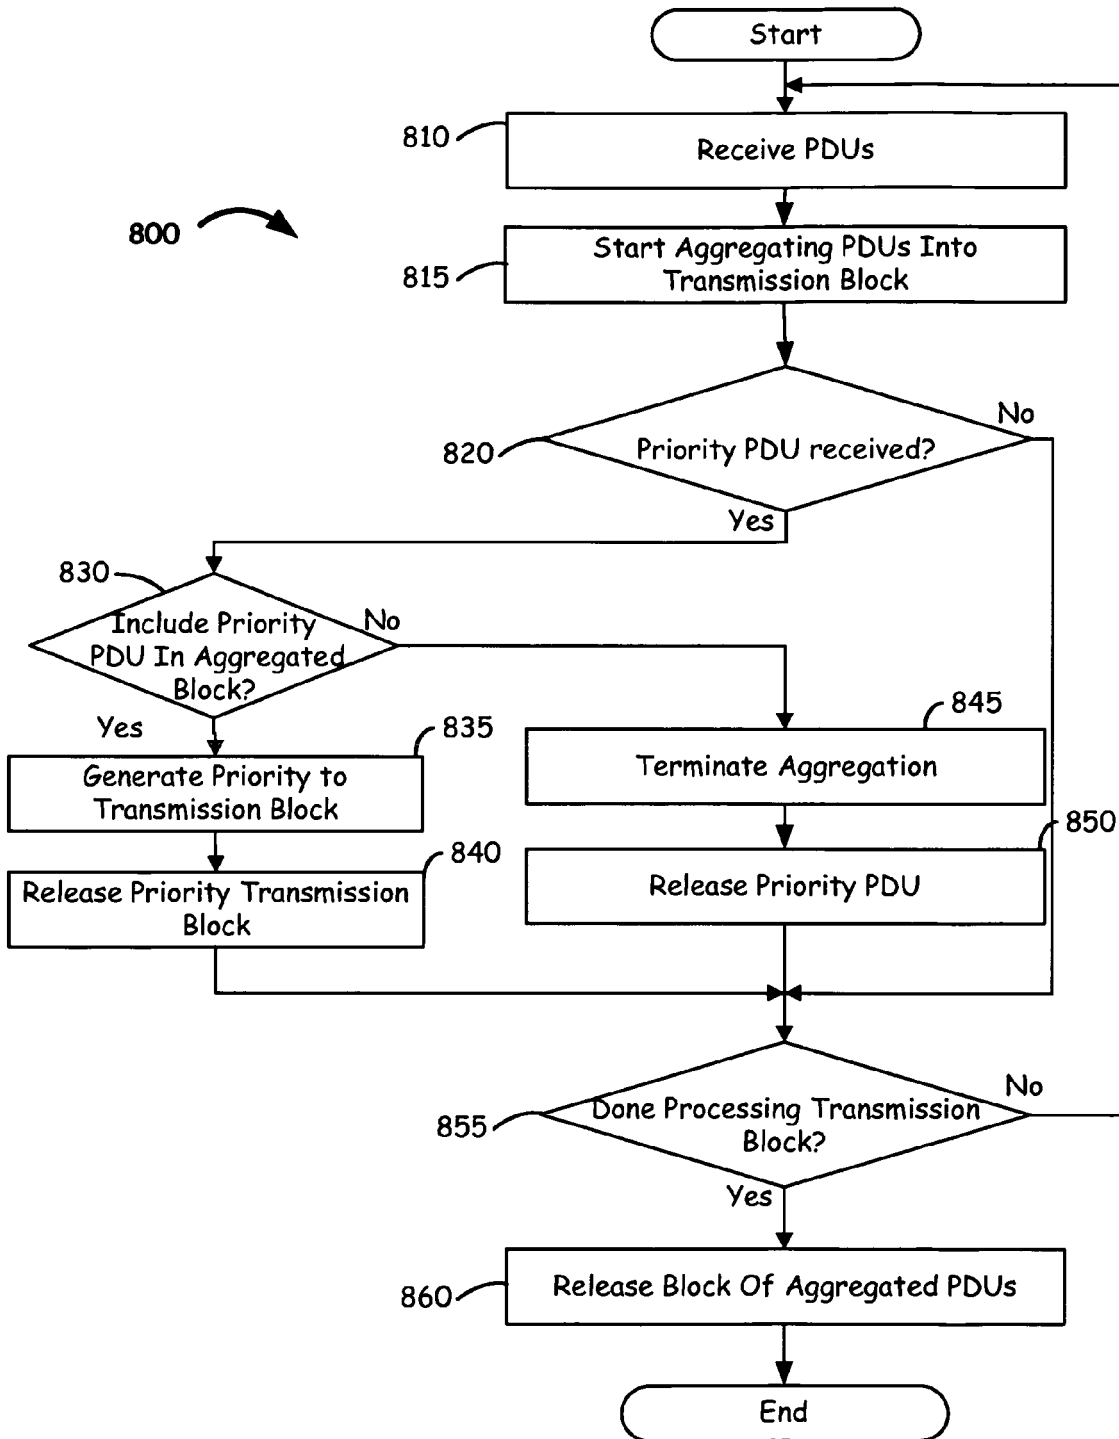 Start
810
Receive PDUs
800
815
Start Aggregating PDUs Into
Transmission Block
820
Priority PDU received?
No
Yes
830
Include Priority
PDU In Aggregated
Block?
No
Yes
835
Generate Priority to
Transmission Block
840
Release Priority Transmission
Block
845
Terminate Aggregation
850
Release Priority PDU
855
Done Processing Transmission
Block?
No
Yes
860
Release Block Of Aggregated PDUs
End